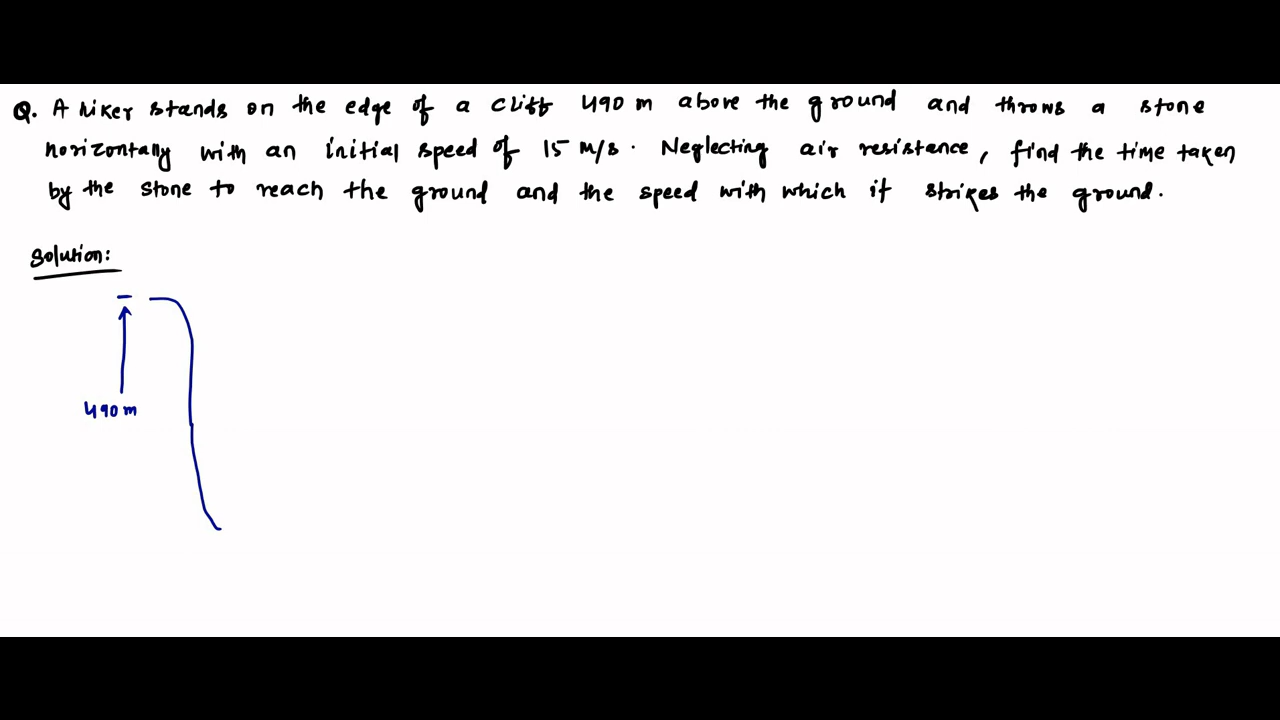 Q. A hiker stands on the edge of a cliff 490 m above the ground and throws a stone
horizontally with an initial speed of 15 m/s. Neglecting air resistance, find the time taken
by the stone to reach the ground and the speed with which it strikes the ground.
Solution:
490 m